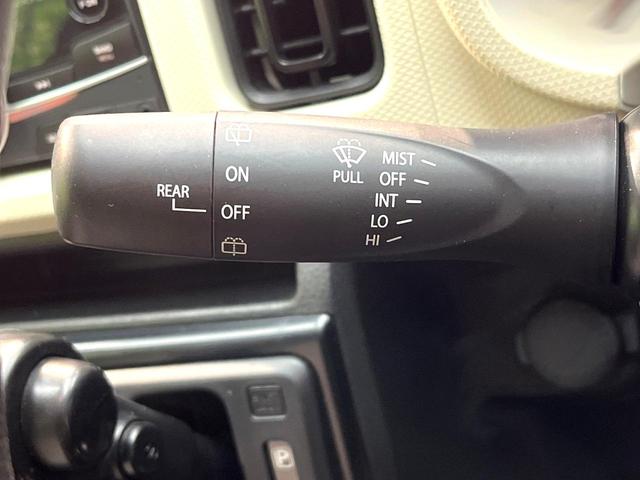 REAR
ON
OFF
PULL
MIST
OFF
INT
LO
HI
P